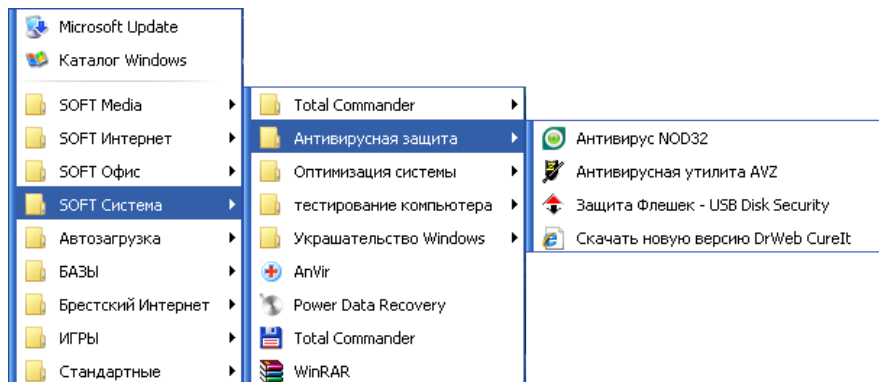 Microsoft Update
Каталог Windows
SOFT Media
SOFT Интернет
SOFT Офис
SOFT Система
Автозагрузка
БАЗЫ
Брестский Интернет
ИГРЫ
Стандартные
Total Commander
Антивирусная защита
Оптимизация системы
тестирование компьютера
Украшательство Windows
AnVir
Power Data Recovery
Total Commander
WinRAR
Антивирус NOD32
Антивирусная утилита AVZ
Защита Флешек - USB Disk Security
Скачать новую версию DrWeb CureIt